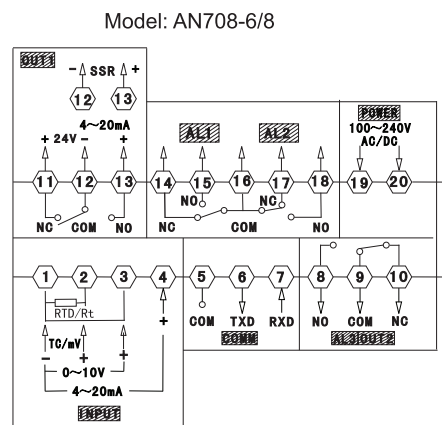 Model: AN708-6/8
OUT1
- SSR +
12 13
4~20mA
+ 24V - +
11 12 13
NC COM NO
AL1 AL2
14 15 16 17 18
NO NC
NC COM NO
POWER
100~240V
AC/DC
19 20
1 2 3 4
RTD/Rt
TC/mV +
- + +
0~10V
4~20mA
INPUT
5 6 7
COM TXD RXD
COMM
8 9 10
NO COM NC
AL3/OUT2